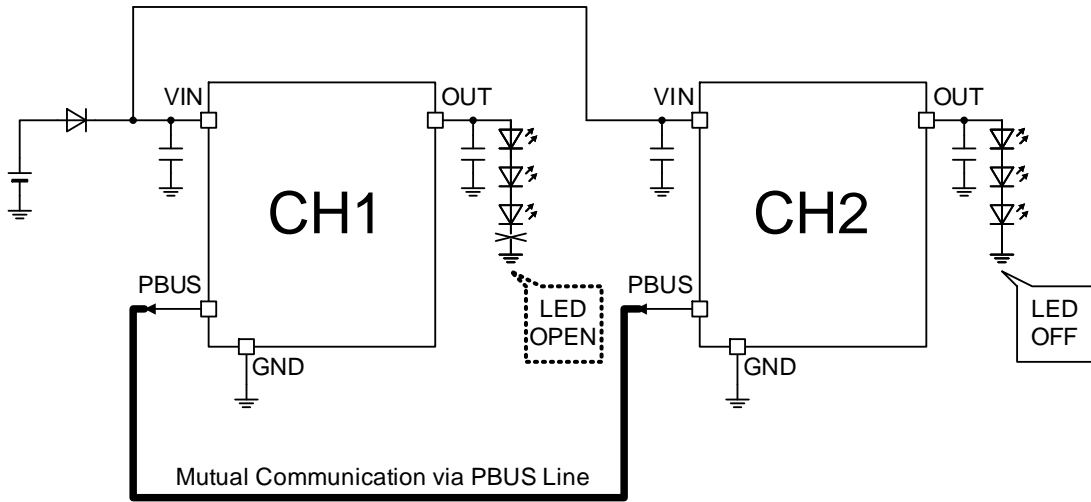 VIN
OUT
VIN
OUT
CH1
CH2
PBUS
LED
OPEN
PBUS
LED
OFF
GND
GND
Mutual Communication via PBUS Line